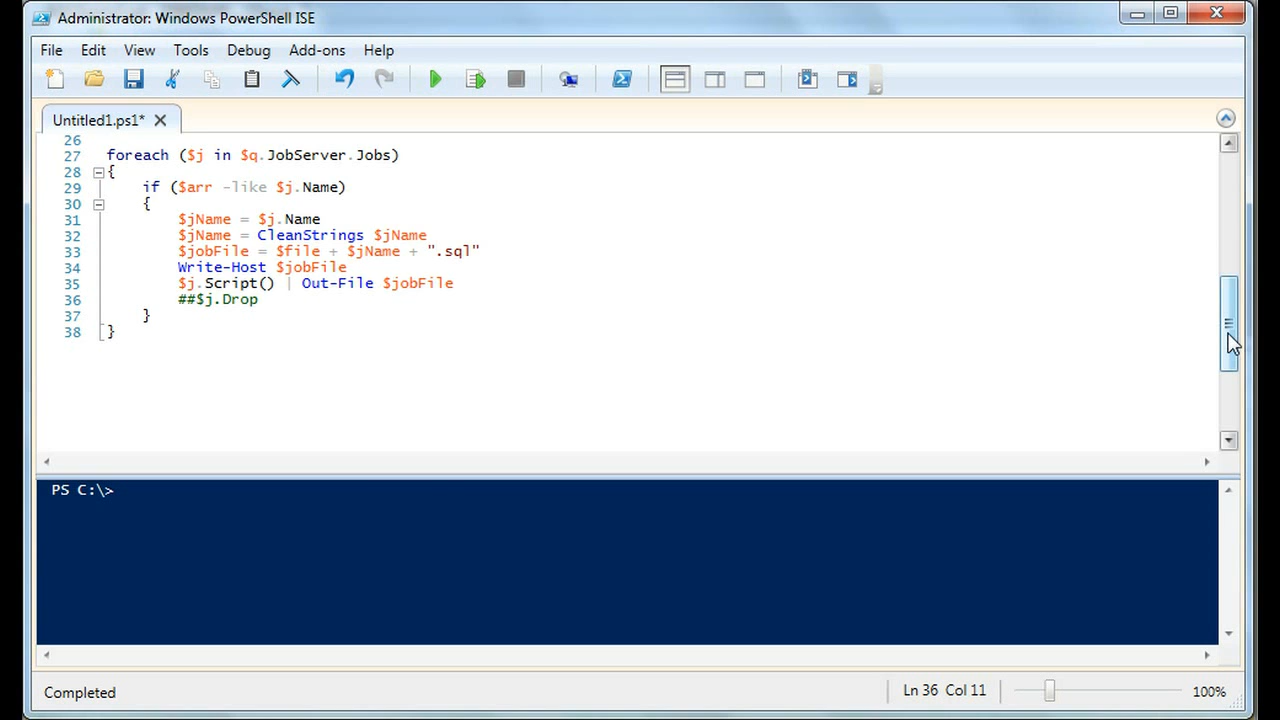 Administrator: Windows PowerShell ISE
File Edit View Tools Debug Add-ons Help
Untitled1.ps1*
26
27 foreach ($j in $q.JobServer.Jobs)
28 {
29 if ($arr -like $j.Name)
30 {
31 $jName = $j.Name
32 $jName = CleanStrings $jName
33 $jobFile = $file + $jName + ".sql"
34 Write-Host $jobFile
35 $j.Script() | Out-File $jobFile
36 ##$j.Drop
37 }
38 }
PS C:\>
Completed Ln 36 Col 11 100%